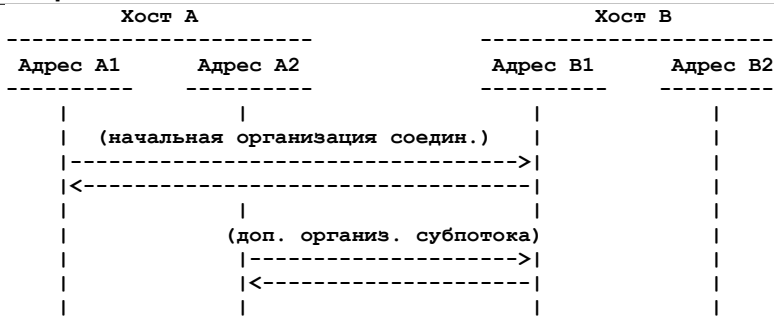 Хост A Хост B
Адрес A1 Адрес A2 Адрес B1 Адрес B2
(начальная организация соедин.)
(доп. организ. субпотока)